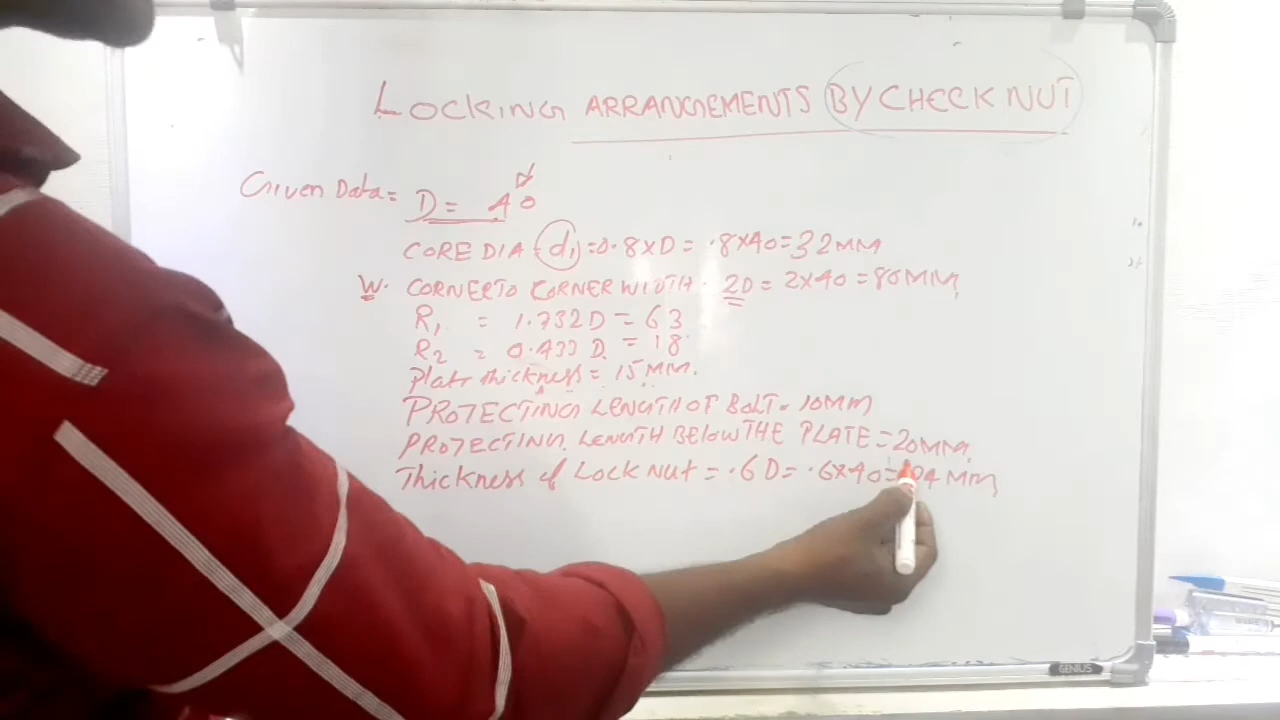 LOCKING ARRANGEMENTS BY CHECK NUT
Given Data = D = 40
CORE DIA - d1 = 0.8 x D = .8 x 40 = 32 MM
W. CORNER TO CORNER WIDTH. 2D = 2 x 40 = 80 MM
R1 = 1.732 D = 63
R2 = 0.433 D = 18
Plate thickness = 15 MM.
PROTECTING LENGTH OF BOLT = 10 MM
PROTECTING LENGTH BELOW THE PLATE = 20 MM.
Thickness of LOCK NUT = .6 D = .6 x 40 = 24 MM
GENIUS